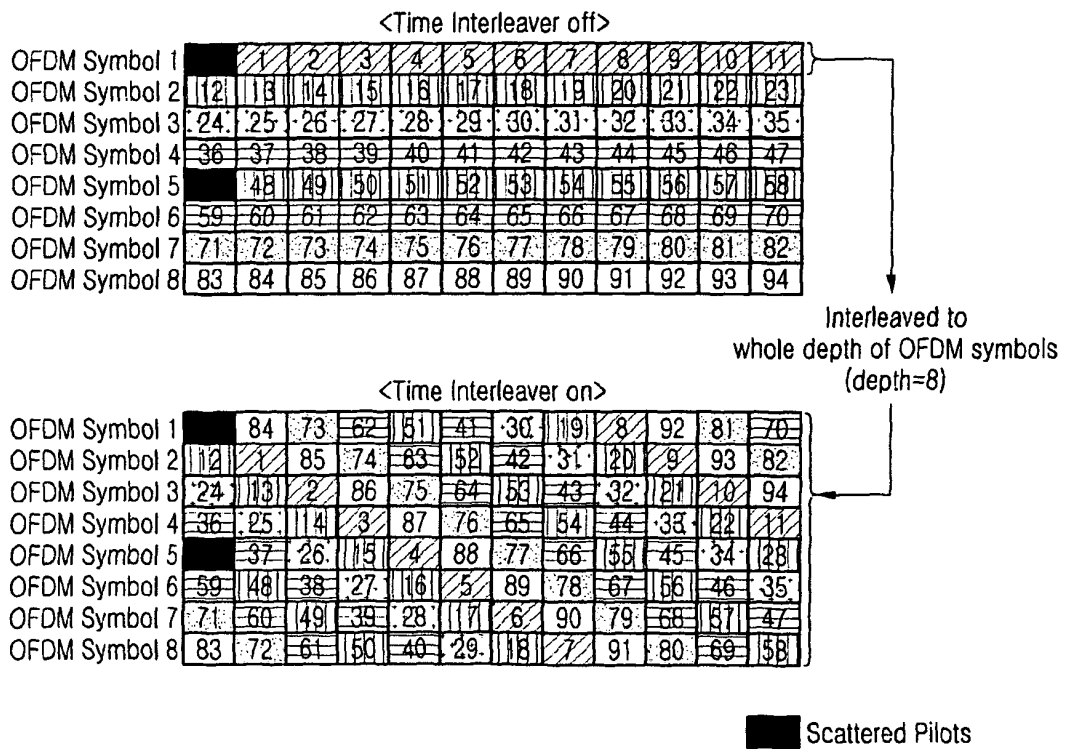 <Time Interleaver off>
OFDM Symbol 1 1 2 3 4 5 6 7 8 9 10 11
OFDM Symbol 2 12 13 14 15 16 17 18 19 20 21 22 23
OFDM Symbol 3 24 25 26 27 28 29 30 31 32 33 34 35
OFDM Symbol 4 36 37 38 39 40 41 42 43 44 45 46 47
OFDM Symbol 5 48 49 50 51 52 53 54 55 56 57 58
OFDM Symbol 6 59 60 61 62 63 64 65 66 67 68 69 70
OFDM Symbol 7 71 72 73 74 75 76 77 78 79 80 81 82
OFDM Symbol 8 83 84 85 86 87 88 89 90 91 92 93 94
Interleaved to
whole depth of OFDM symbols
(depth=8)
<Time Interleaver on>
OFDM Symbol 1 84 73 62 51 41 30 19 8 92 81 70
OFDM Symbol 2 12 1 85 74 63 52 42 31 20 9 93 82
OFDM Symbol 3 24 13 2 86 75 64 53 43 32 21 10 94
OFDM Symbol 4 36 25 14 3 87 76 65 54 44 33 22 11
OFDM Symbol 5 37 26 15 4 88 77 66 55 45 34 28
OFDM Symbol 6 59 48 38 27 16 5 89 78 67 56 46 35
OFDM Symbol 7 71 60 49 39 28 17 6 90 79 68 57 47
OFDM Symbol 8 83 72 61 50 40 29 18 7 91 80 69 58
Scattered Pilots